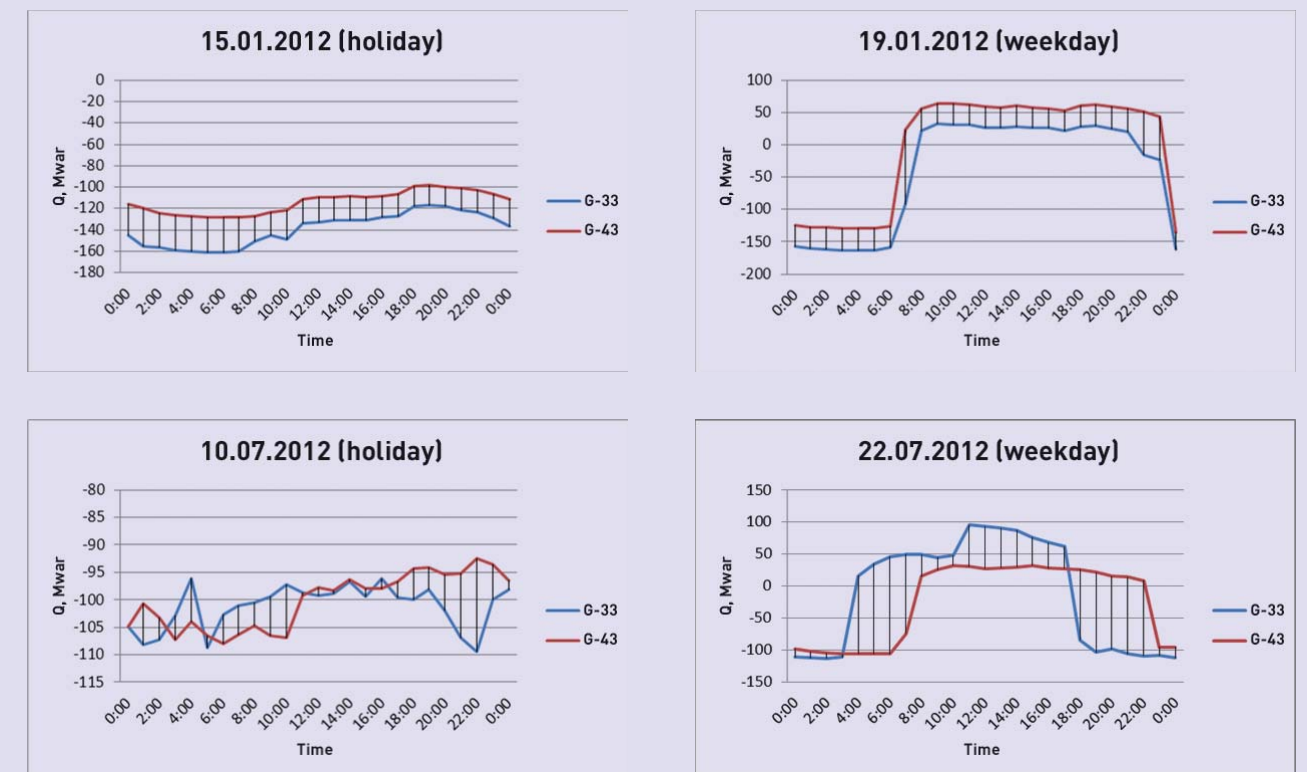 15.01.2012 (holiday)
0
-20
-40
-60
-80
-100
-120
-140
-160
-180
Q, Mwar
0:00 2:00 4:00 6:00 8:00 10:00 12:00 14:00 16:00 18:00 20:00 22:00 0:00
Time
G-33
G-43
19.01.2012 (weekday)
100
50
0
-50
-100
-150
-200
Q, Mwar
0:00 2:00 4:00 6:00 8:00 10:00 12:00 14:00 16:00 18:00 20:00 22:00 0:00
Time
G-33
G-43
10.07.2012 (holiday)
-80
-85
-90
-95
-100
-105
-110
-115
Q, Mwar
0:00 2:00 4:00 6:00 8:00 10:00 12:00 14:00 16:00 18:00 20:00 22:00 0:00
Time
G-33
G-43
22.07.2012 (weekday)
150
100
50
0
-50
-100
-150
Q, Mwar
0:00 2:00 4:00 6:00 8:00 10:00 12:00 14:00 16:00 18:00 20:00 22:00 0:00
Time
G-33
G-43